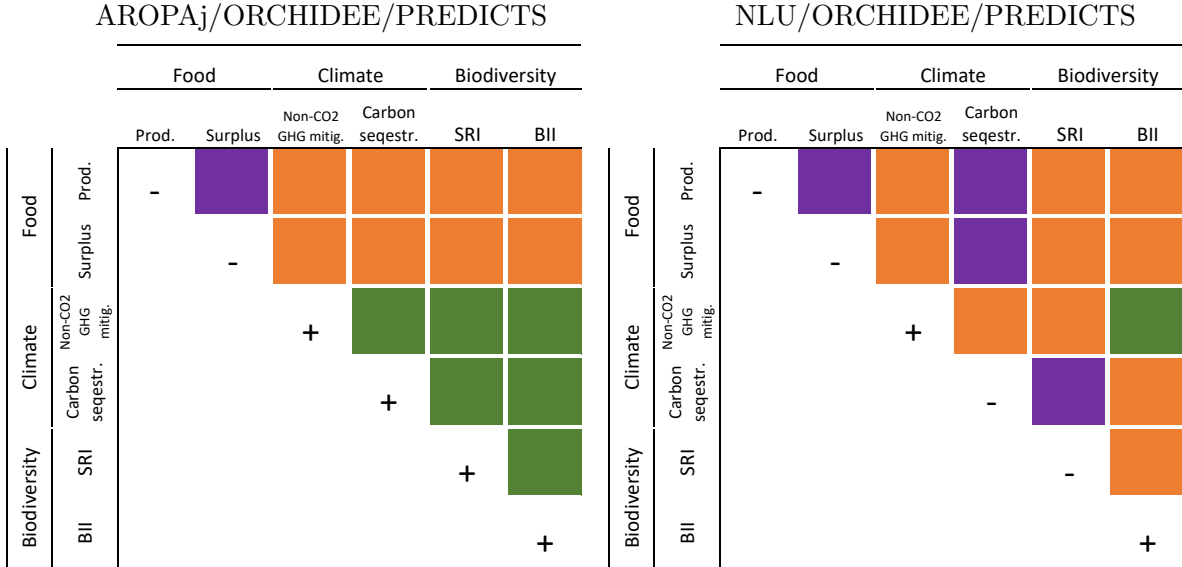 AROPAj/ORCHIDEE/PREDICTS
Food Climate Biodiversity
Prod. Surplus Non-CO2 GHG mitig. Carbon seqestr. SRI BII
Food
Prod.
-
Surplus
-
Climate
Non-CO2
GHG
mitig.
+
Carbon
seqestr.
+
Biodiversity
SRI
+
BII
+
NLU/ORCHIDEE/PREDICTS
Food Climate Biodiversity
Prod. Surplus Non-CO2 GHG mitig. Carbon seqestr. SRI BII
Food
Prod.
-
Surplus
-
Climate
Non-CO2
GHG
mitig.
+
Carbon
seqestr.
-
Biodiversity
SRI
-
BII
+